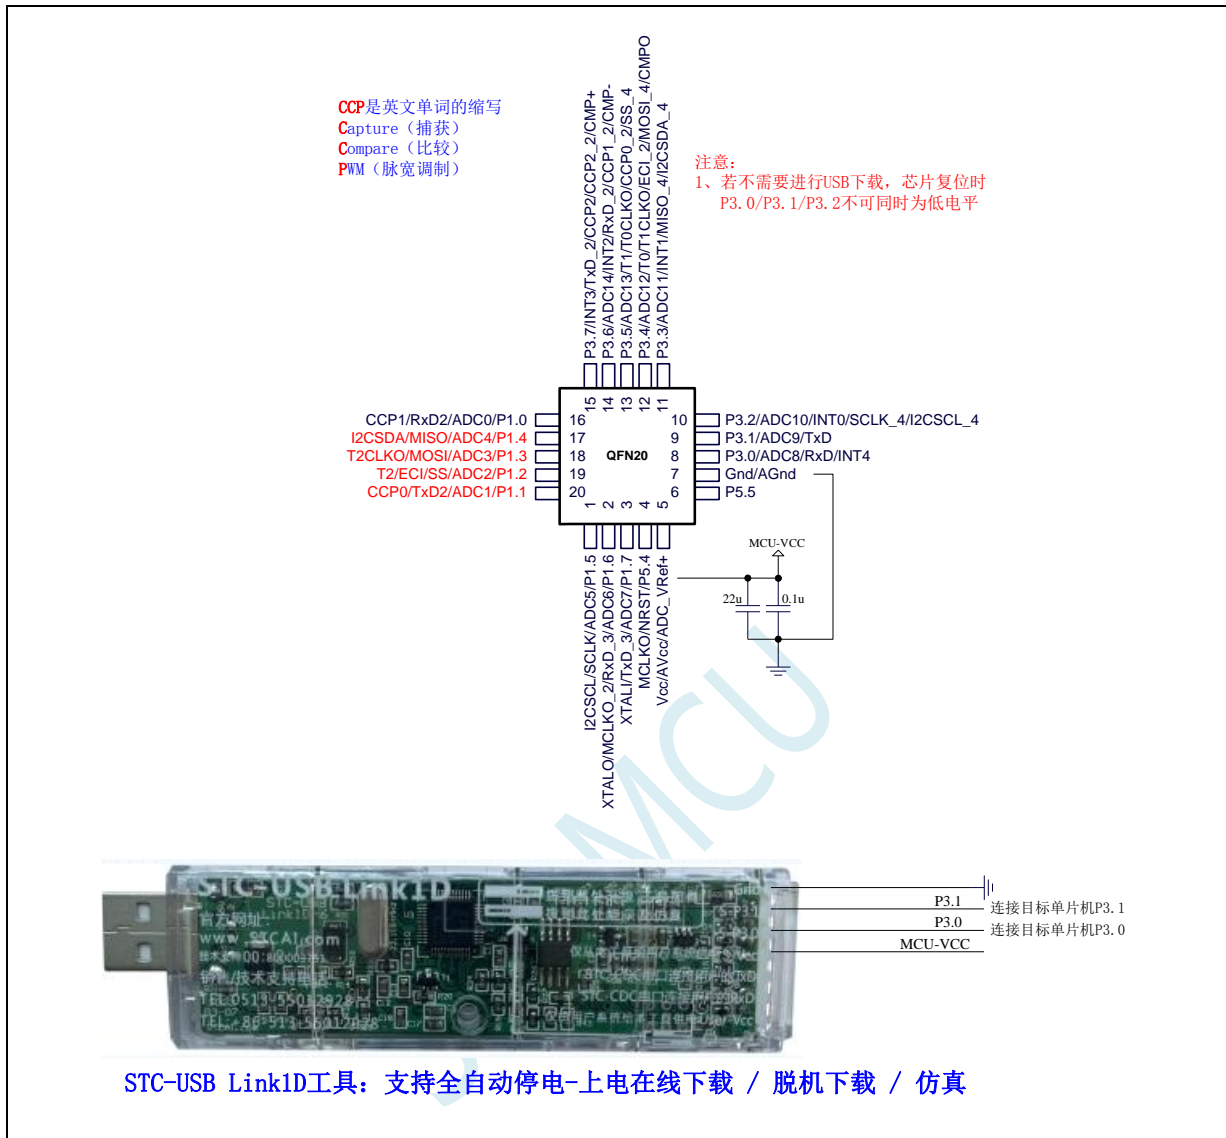 CCP是英文单词的缩写
Capture（捕获）
Compare（比较）
PWM（脉宽调制）
注意：
1、若不需要进行USB下载，芯片复位时
P3.0/P3.1/P3.2不可同时为低电平
P3.7/INT3/TxD_2/CCP2/CCP2_2/CMP+
P3.6/ADC14/INT2/RxD_2/CCP1_2/CMP-
P3.5/ADC13/T1/T0CLKO/CCP0_2/SS_4
P3.4/ADC12/T0/T1CLKO/ECI_2/MOSI_4/CMPO
P3.3/ADC11/INT1/MISO_4/I2CSDA_4
15
14
13
12
11
CCP1/RxD2/ADC0/P1.0 16
I2CSDA/MISO/ADC4/P1.4 17
T2CLKO/MOSI/ADC3/P1.3 18
T2/ECI/SS/ADC2/P1.2 19
CCP0/TxD2/ADC1/P1.1 20
QFN20
10 P3.2/ADC10/INT0/SCLK_4/I2CSCL_4
9 P3.1/ADC9/TxD
8 P3.0/ADC8/RxD/INT4
7 Gnd/AGnd
6 P5.5
1
2
3
4
5
I2CSCL/SCLK/ADC5/P1.5
XTALO/MCLKO_2/RxD_3/ADC6/P1.6
XTALI/TxD_3/ADC7/P1.7
MCLKO/NRST/P5.4
Vcc/AVcc/ADC_VRef+
MCU-VCC
22u
0.1u
MCU
STC-USB Link1D
官方网址:
www.STCAI.com
TEL:0513-55012928
Gnd
P3.1
连接目标单片机P3.1
P3.0
连接目标单片机P3.0
MCU-VCC
STC-USB Link1D工具：支持全自动停电-上电在线下载 / 脱机下载 / 仿真